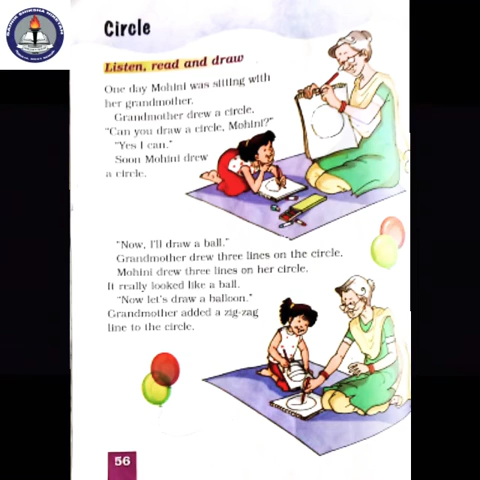 Circle
Listen, read and draw
One day Mohini was sitting with
her grandmother.
Grandmother drew a circle.
"Can you draw a circle, Mohini?"
"Yes I can."
Soon Mohini drew
a circle.
"Now, I'll draw a ball."
Grandmother drew three lines on the circle.
Mohini drew three lines on her circle.
It really looked like a ball.
"Now let's draw a balloon."
Grandmother added a zig-zag
line to the circle.
56